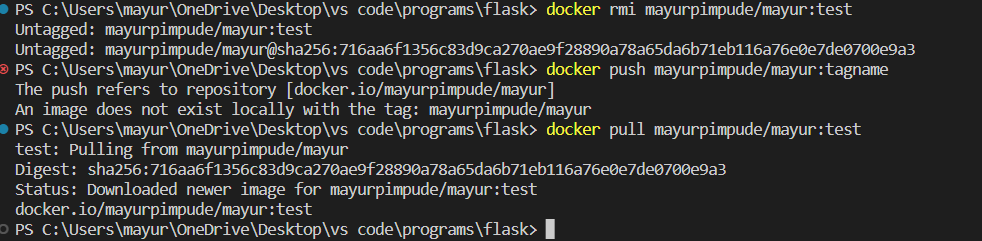 PS C:\Users\mayur\OneDrive\Desktop\vs code\programs\flask> docker rmi mayurpimpude/mayur:test
Untagged: mayurpimpude/mayur:test
Untagged: mayurpimpude/mayur@sha256:716aa6f1356c83d9ca270ae9f28890a78a65da6b71eb116a76e0e7de0700e9a3
PS C:\Users\mayur\OneDrive\Desktop\vs code\programs\flask> docker push mayurpimpude/mayur:tagname
The push refers to repository [docker.io/mayurpimpude/mayur]
An image does not exist locally with the tag: mayurpimpude/mayur
PS C:\Users\mayur\OneDrive\Desktop\vs code\programs\flask> docker pull mayurpimpude/mayur:test
test: Pulling from mayurpimpude/mayur
Digest: sha256:716aa6f1356c83d9ca270ae9f28890a78a65da6b71eb116a76e0e7de0700e9a3
Status: Downloaded newer image for mayurpimpude/mayur:test
docker.io/mayurpimpude/mayur:test
PS C:\Users\mayur\OneDrive\Desktop\vs code\programs\flask>